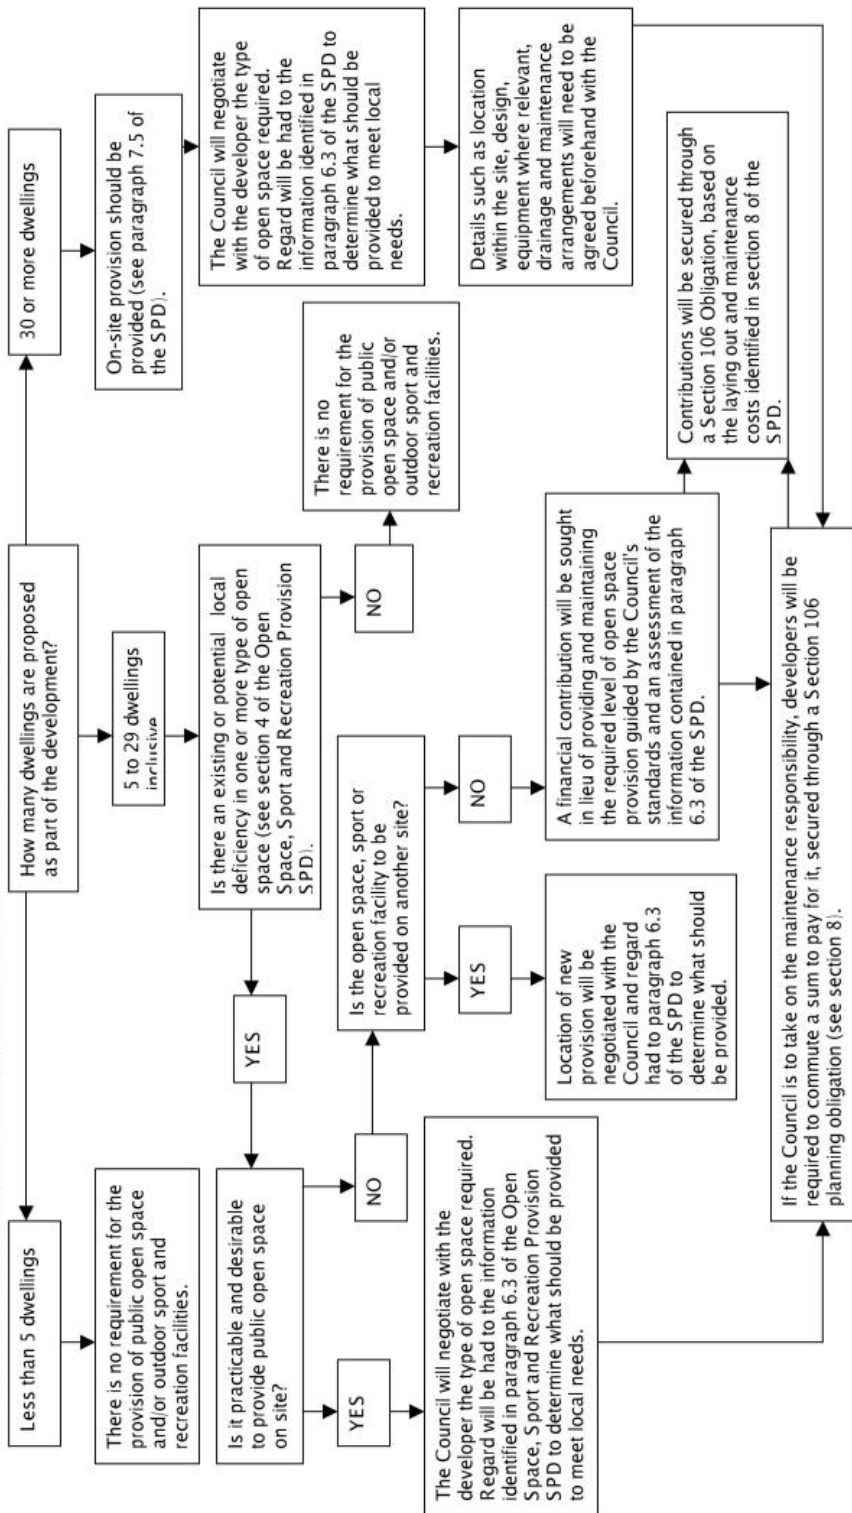 How many dwellings are proposed
as part of the development?
Less than 5 dwellings
5 to 29 dwellings
inclusive
30 or more dwellings
There is no requirement for the
provision of public open space
and/or outdoor sport and
recreation facilities.
Is there an existing or potential local
deficiency in one or more type of open
space (see section 4 of the Open
Space, Sport and Recreation Provision
SPD).
On-site provision should be
provided (see paragraph 7.5 of
the SPD).
YES
NO
Is it practicable and desirable
to provide public open space
on site?
There is no
requirement for the
provision of public
open space and/or
outdoor sport and
recreation facilities.
The Council will negotiate
with the developer the type
of open space required.
Regard will be had to the
information identified in
paragraph 6.3 of the SPD to
determine what should be
provided to meet local
needs.
YES
NO
Is the open space, sport or
recreation facility to be
provided on another site?
The Council will negotiate with the
developer the type of open space required.
Regard will be had to the information
identified in paragraph 6.3 of the Open
Space, Sport and Recreation Provision
SPD to determine what should be provided
to meet local needs.
YES
NO
Details such as location
within the site, design,
equipment where relevant,
drainage and maintenance
arrangements will need to be
agreed beforehand with the
Council.
Location of new
provision will be
negotiated with the
Council and regard
had to paragraph 6.3
of the SPD to
determine what should
be provided.
A financial contribution will be sought
in lieu of providing and maintaining
the required level of open space
provision guided by the Council's
standards and an assessment of the
information contained in paragraph
6.3 of the SPD.
Contributions will be secured through
a Section 106 Obligation, based on
the laying out and maintenance
costs identified in section 8 of the
SPD.
If the Council is to take on the maintenance responsibility, developers will be
required to commute a sum to pay for it, secured through a Section 106
planning obligation (see section 8).